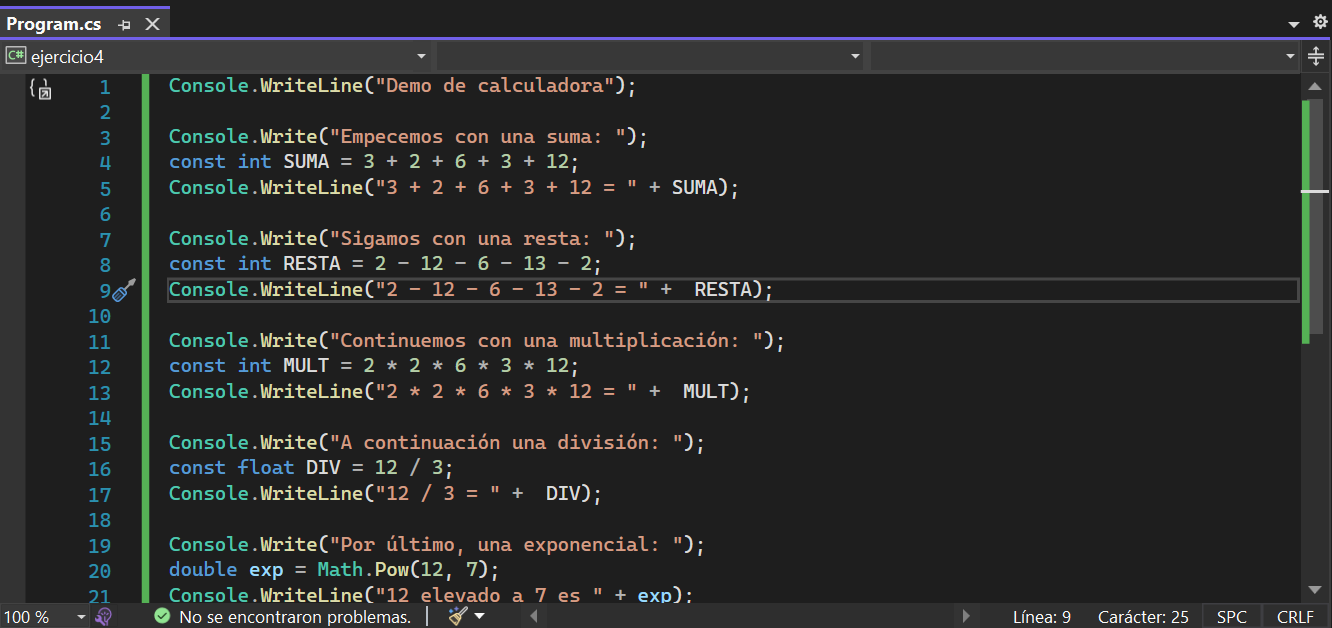 Program.cs
C# ejercicio4
1 Console.WriteLine("Demo de calculadora");
2
3 Console.Write("Empecemos con una suma: ");
4 const int SUMA = 3 + 2 + 6 + 3 + 12;
5 Console.WriteLine("3 + 2 + 6 + 3 + 12 = " + SUMA);
6
7 Console.Write("Sigamos con una resta: ");
8 const int RESTA = 2 - 12 - 6 - 13 - 2;
9 Console.WriteLine("2 - 12 - 6 - 13 - 2 = " +  RESTA);
10
11 Console.Write("Continuemos con una multiplicación: ");
12 const int MULT = 2 * 2 * 6 * 3 * 12;
13 Console.WriteLine("2 * 2 * 6 * 3 * 12 = " +  MULT);
14
15 Console.Write("A continuación una división: ");
16 const float DIV = 12 / 3;
17 Console.WriteLine("12 / 3 = " +  DIV);
18
19 Console.Write("Por último, una exponencial: ");
20 double exp = Math.Pow(12, 7);
21 Console.WriteLine("12 elevado a 7 es " + exp);
100 % No se encontraron problemas. Línea: 9 Carácter: 25 SPC CRLF